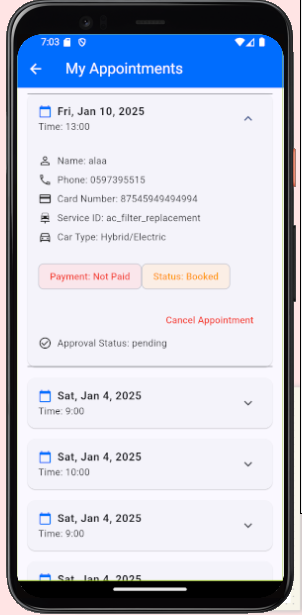 7:03
My Appointments
Fri, Jan 10, 2025
Time: 13:00
Name: alaa
Phone: 0597395515
Card Number: 87545949494994
Service ID: ac_filter_replacement
Car Type: Hybrid/Electric
Payment: Not Paid
Status: Booked
Cancel Appointment
Approval Status: pending
Sat, Jan 4, 2025
Time: 9:00
Sat, Jan 4, 2025
Time: 10:00
Sat, Jan 4, 2025
Time: 9:00
Sat, Jan 4, 2025